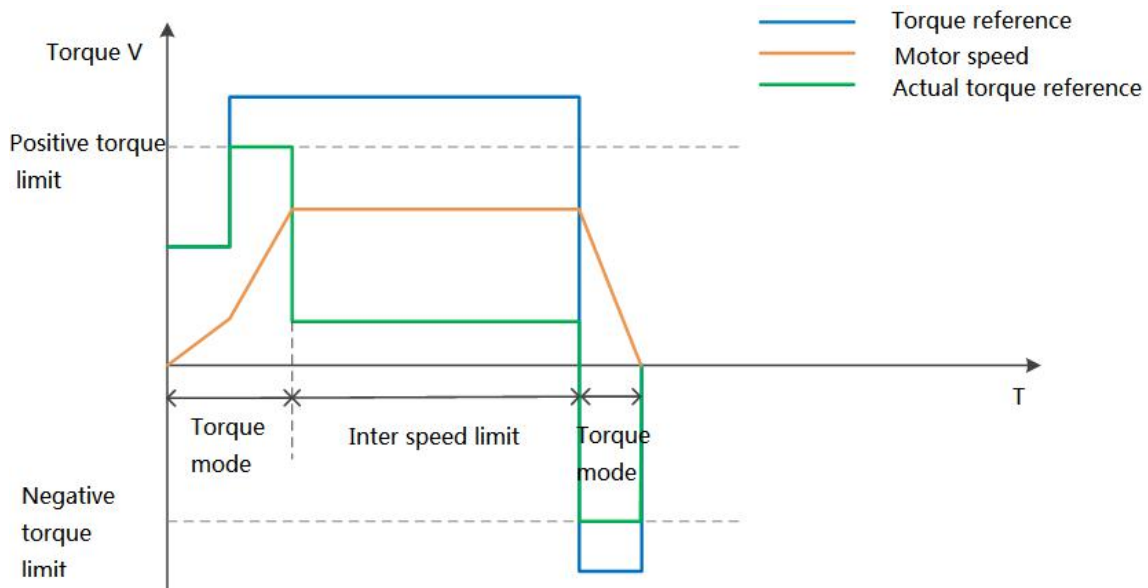 Torque V
Torque reference
Motor speed
Actual torque reference
Positive torque
limit
T
Torque
mode
Inter speed limit
Torque
mode
Negative
torque
limit